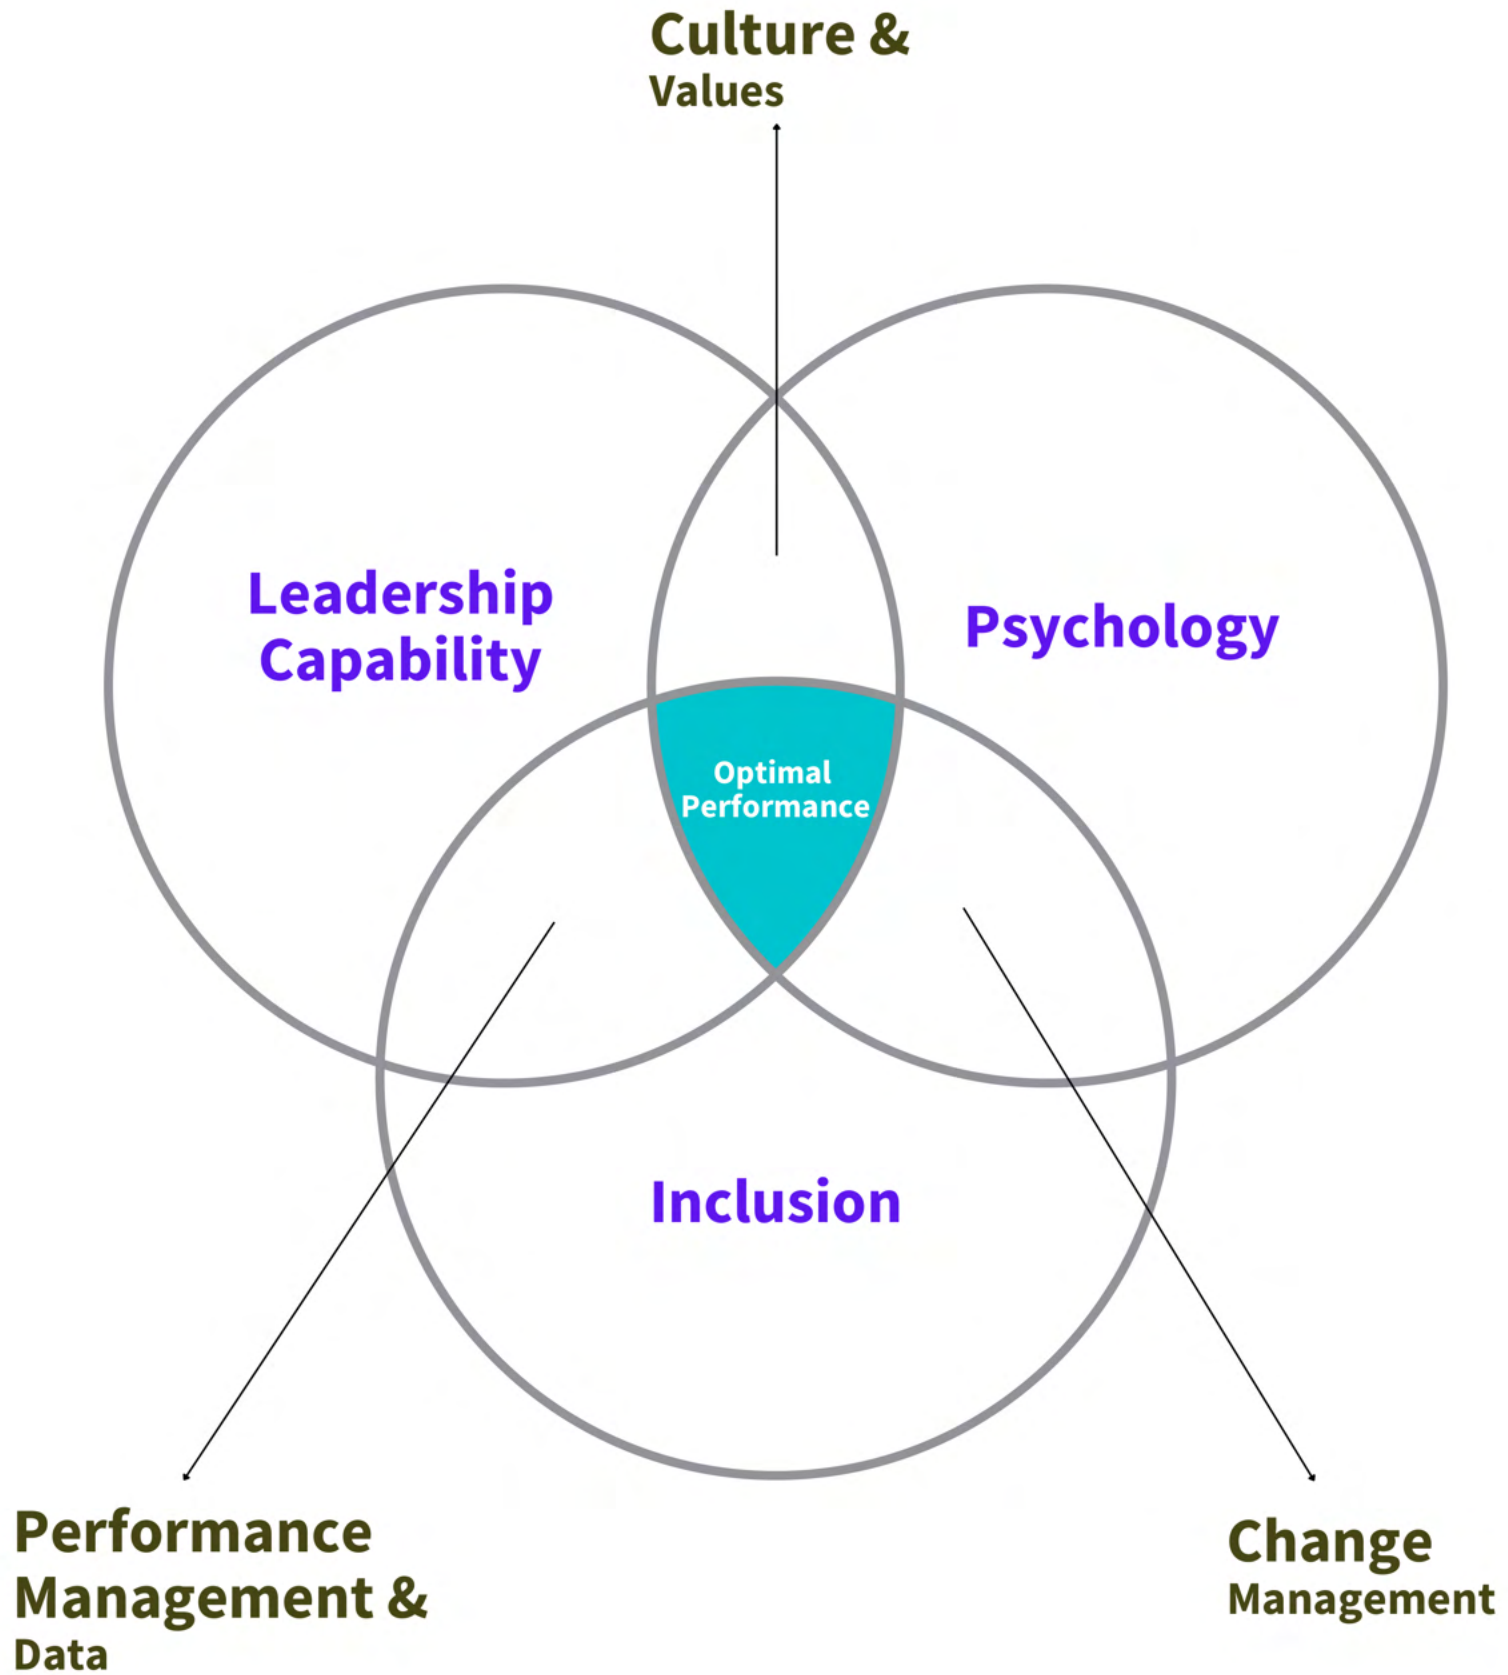 Culture &
Values
Leadership
Capability
Psychology
Optimal
Performance
Inclusion
Performance
Management &
Data
Change
Management